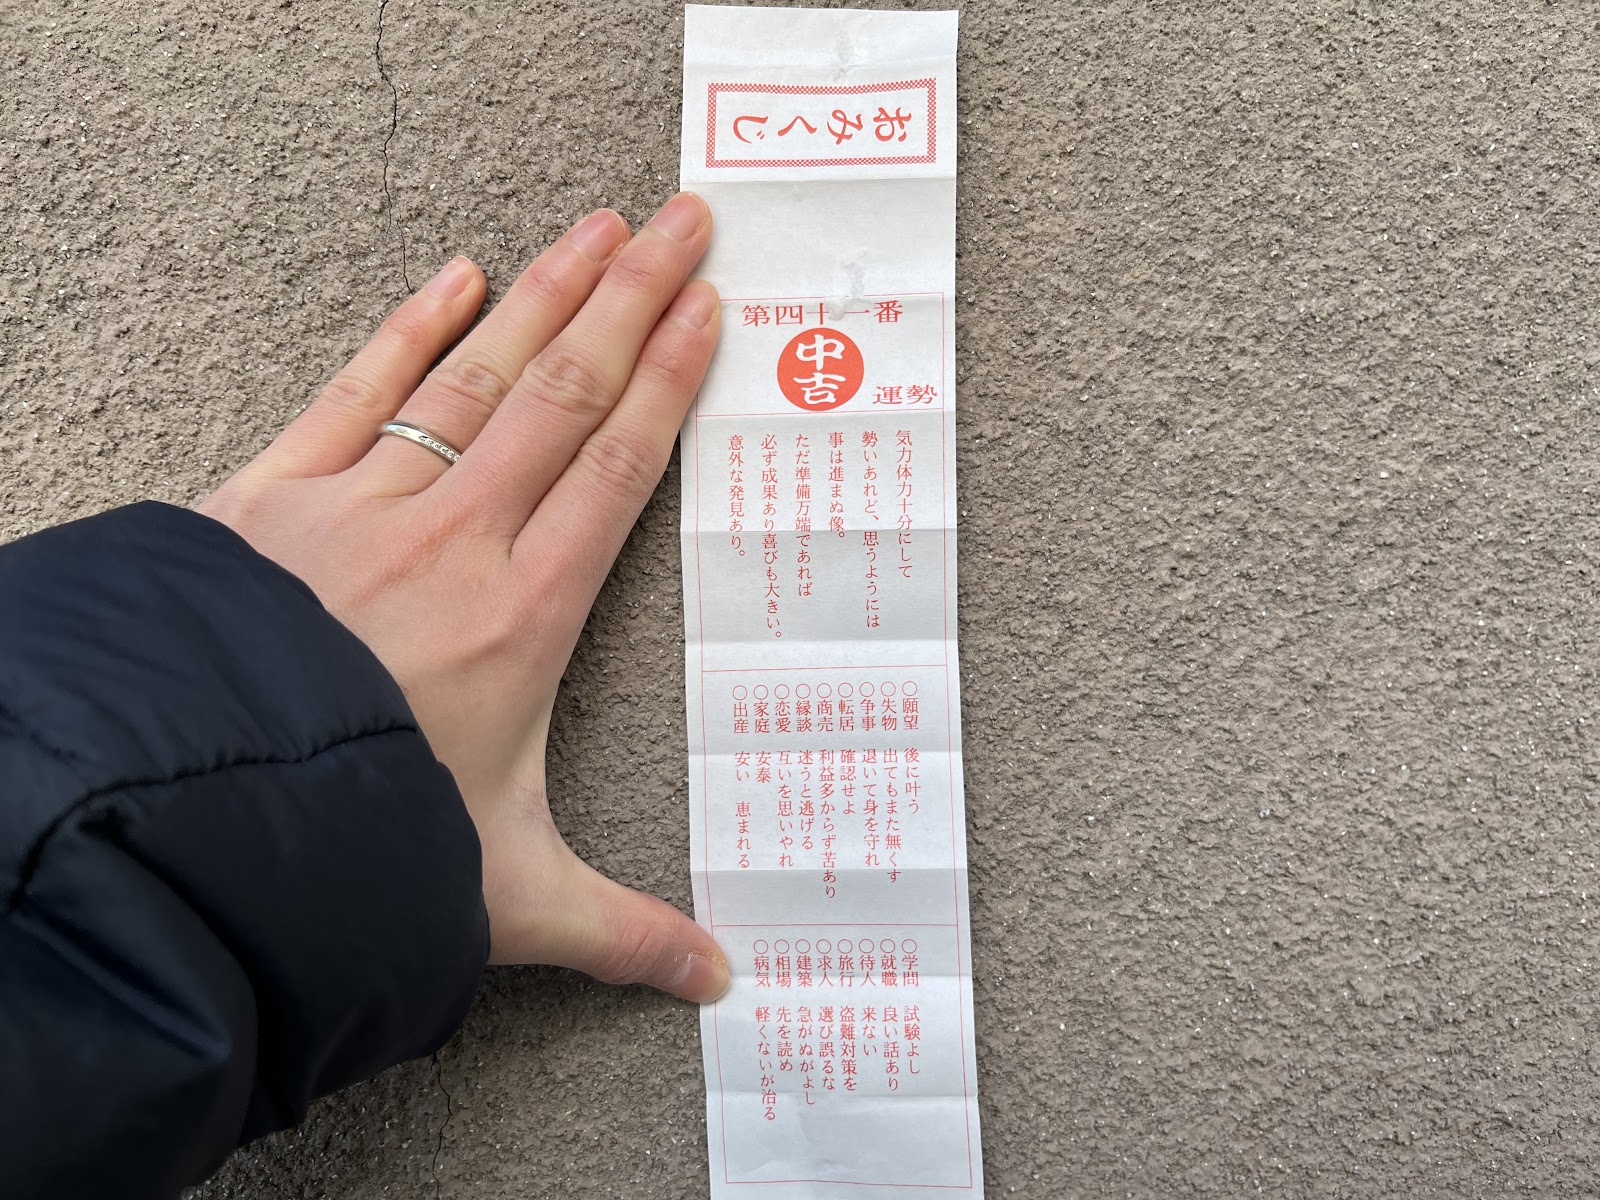 おみくじ
第四十一番
中吉
運勢
気力体力十分にして
勢いあれど、思うようには
事は進まぬ像。
ただ準備万端であれば
必ず成果あり喜びも大きい。
意外な発見あり。
○願望 後に叶う
○失物 出てもまた無くす
○争事 退いて身を守れ
○転居 確認せよ
○商売 利益多からず苦あり
○縁談 迷うと逃げる
○恋愛 互いを思いやれ
○家庭 安泰
○出産 安い 恵まれる
○学問 試験よし
○就職 良い話あり
○待人 来ない
○旅行 盗難対策を
○求人 選び誤るな
○建築 急がぬがよし
○相場 先を読め
○病気 軽くないが治る